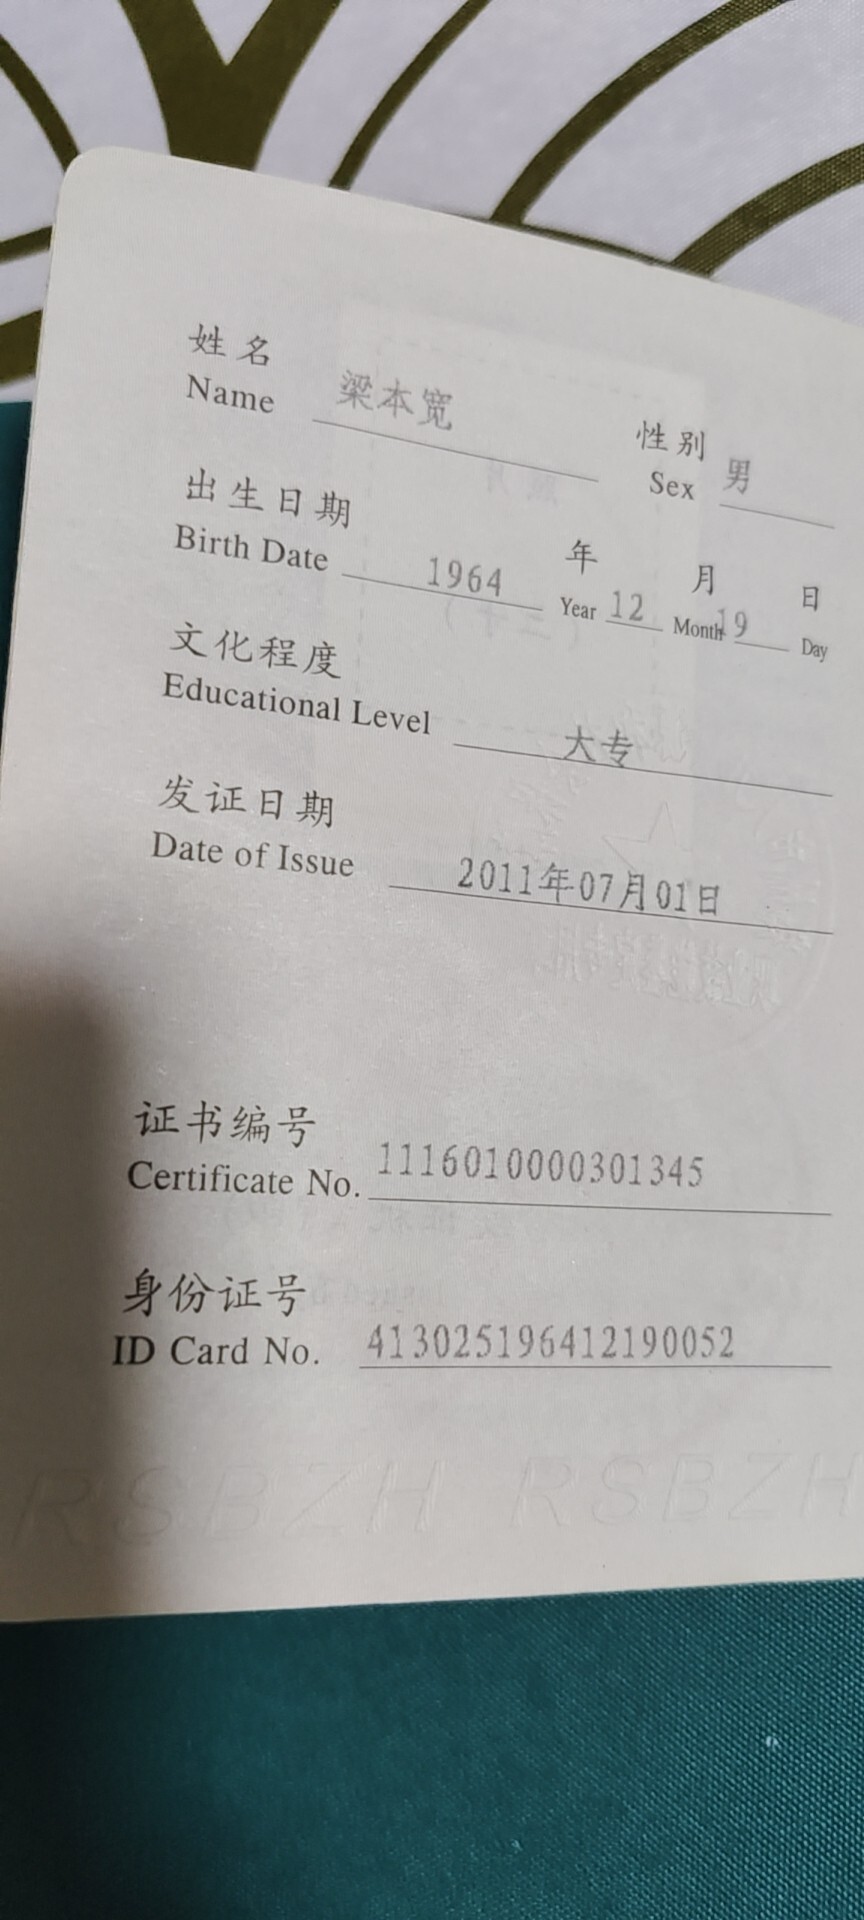 姓名 梁本宽 性别 男
Name Sex
出生日期 1964 年 12 月 19 日
Birth Date Year Month Day
文化程度 大专
Educational Level
发证日期 2011年07月01日
Date of Issue
证书编号 1116010000301345
Certificate No.
身份证号 413025196412190052
ID Card No.
RSBZH RSBZH